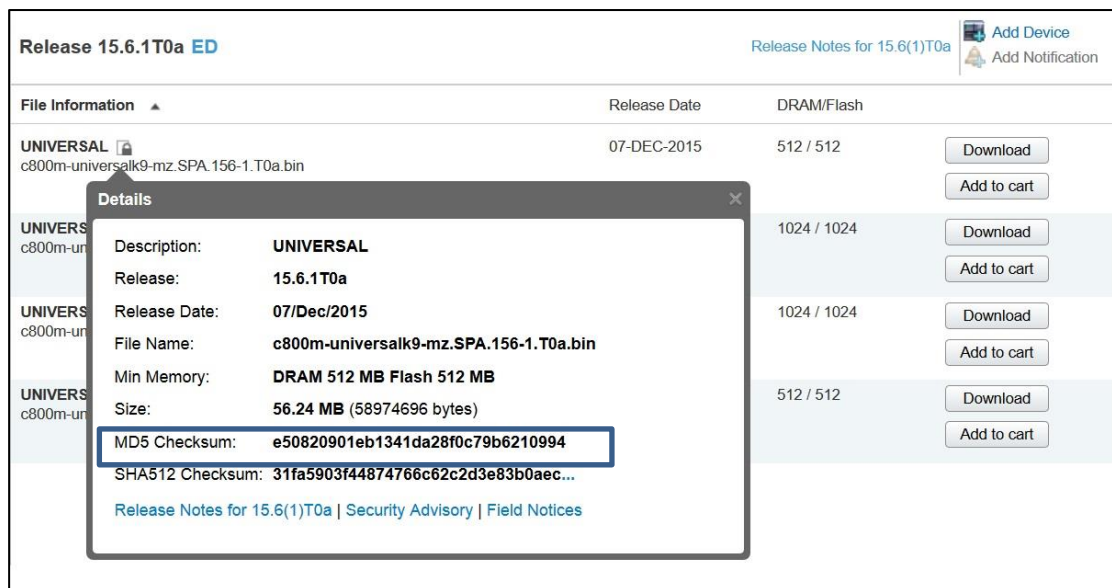 Release 15.6.1T0a ED
Release Notes for 15.6(1)T0a
Add Device
Add Notification
File Information Release Date DRAM/Flash
UNIVERSAL 07-DEC-2015 512 / 512 Download
c800m-universalk9-mz.SPA.156-1.T0a.bin
Add to cart
Details
UNIVERS 1024 / 1024 Download
c800m-un
Add to cart
UNIVERS 1024 / 1024 Download
c800m-un
Add to cart
UNIVERS 512 / 512 Download
c800m-un
Add to cart
Description: UNIVERSAL
Release: 15.6.1T0a
Release Date: 07/Dec/2015
File Name: c800m-universalk9-mz.SPA.156-1.T0a.bin
Min Memory: DRAM 512 MB Flash 512 MB
Size: 56.24 MB (58974696 bytes)
MD5 Checksum: e50820901eb1341da28f0c79b6210994
SHA512 Checksum: 31fa5903f44874766c62c2d3e83b0aec...
Release Notes for 15.6(1)T0a | Security Advisory | Field Notices